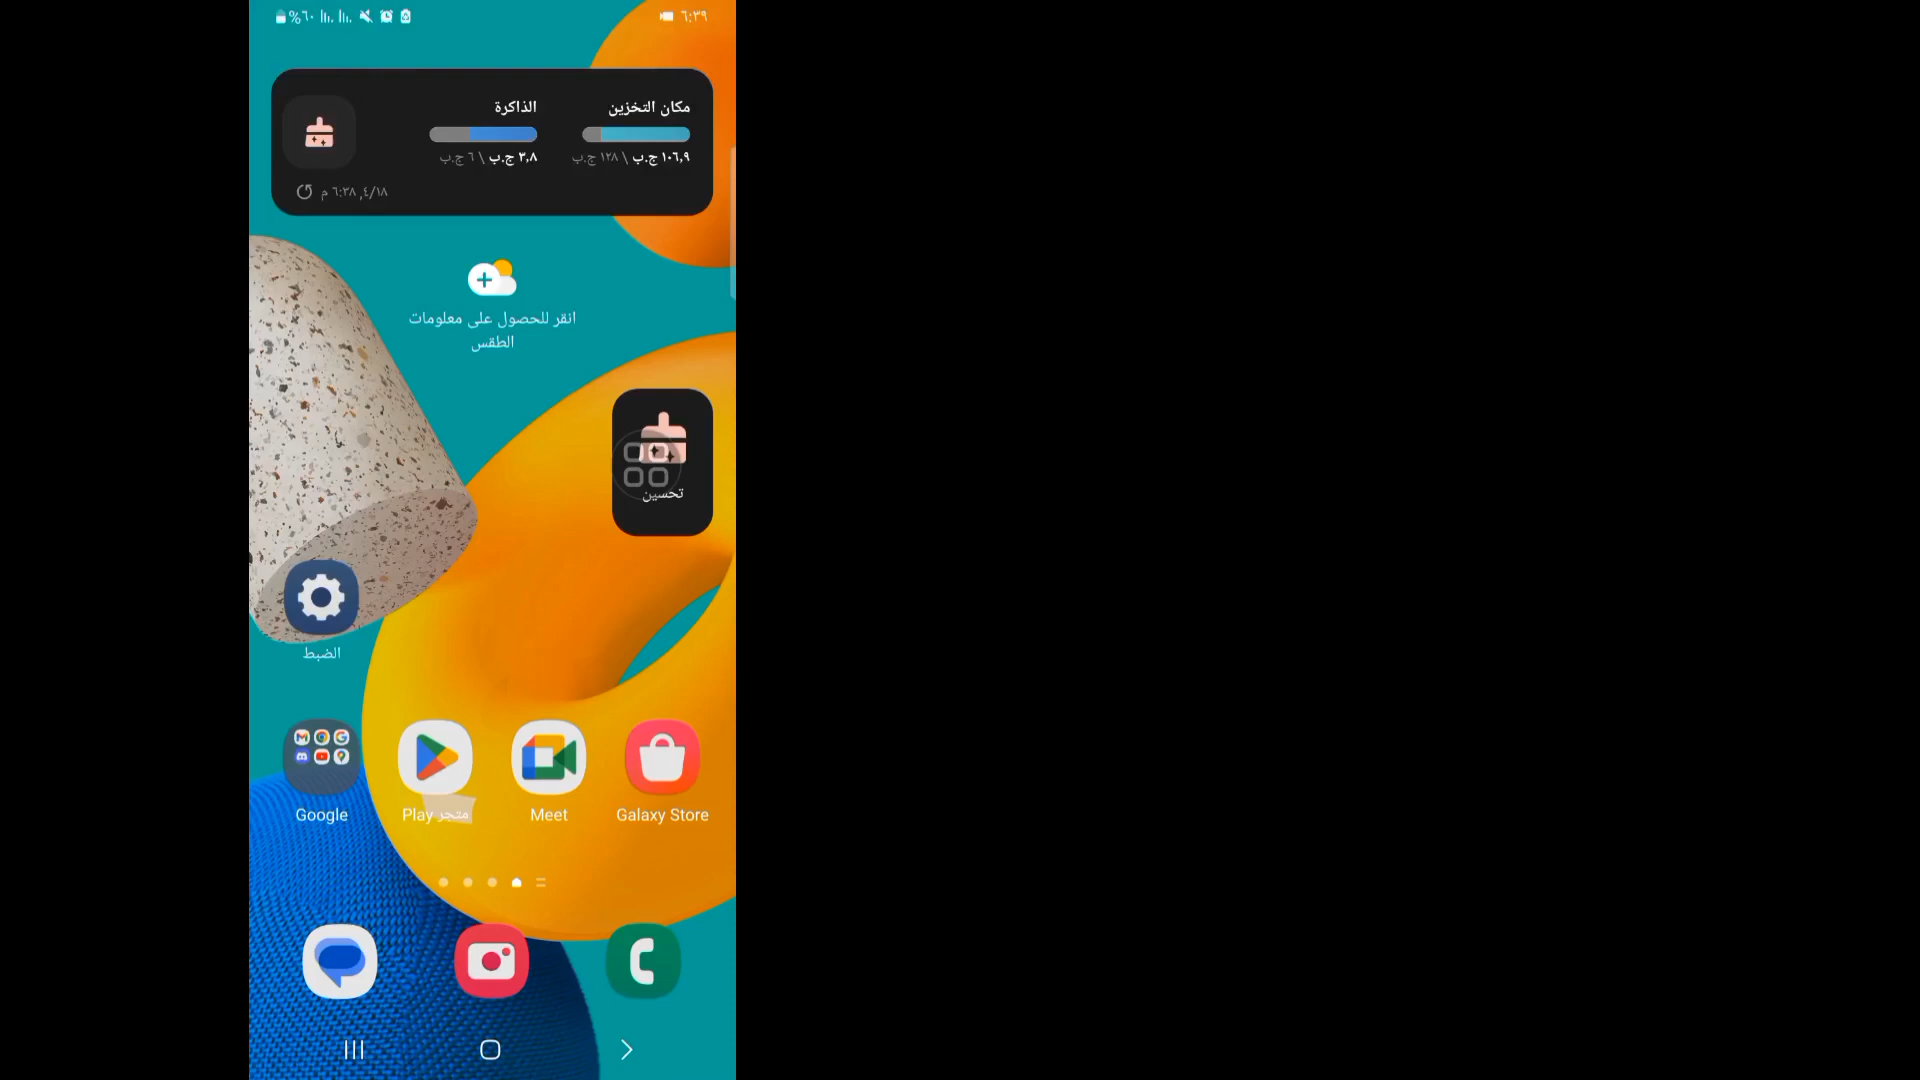 ٦:٣٩
%٦٠
مكان التخزين
الذاكرة
١٠٦,٩ ج.ب \ ١٢٨ ج.ب
٣,٨ ج.ب \ ٦ ج.ب
٤/١٨, ٦:٣٨ م
انقر للحصول على معلومات
الطقس
تحسين
الضبط
Google
متجر Play
Meet
Galaxy Store